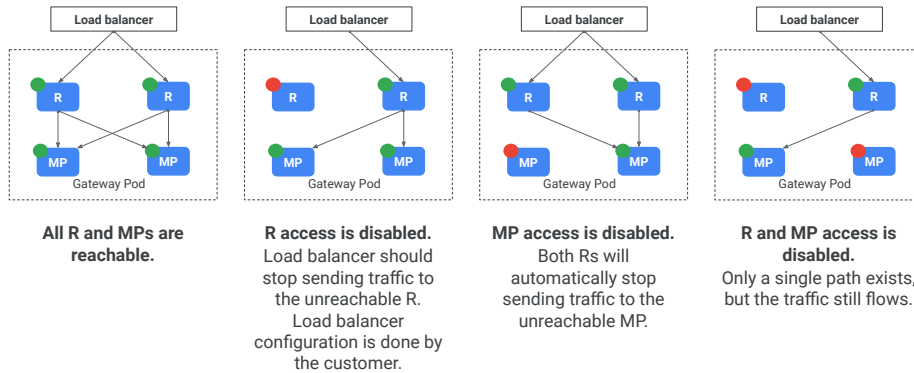 Load balancer
R
R
MP
MP
Gateway Pod
All R and MPs are
reachable.
Load balancer
R
R
MP
MP
Gateway Pod
R access is disabled.
Load balancer should
stop sending traffic to
the unreachable R.
Load balancer
configuration is done by
the customer.
Load balancer
R
R
MP
MP
Gateway Pod
MP access is disabled.
Both Rs will
automatically stop
sending traffic to the
unreachable MP.
Load balancer
R
R
MP
MP
Gateway Pod
R and MP access is
disabled.
Only a single path exists,
but the traffic still flows.